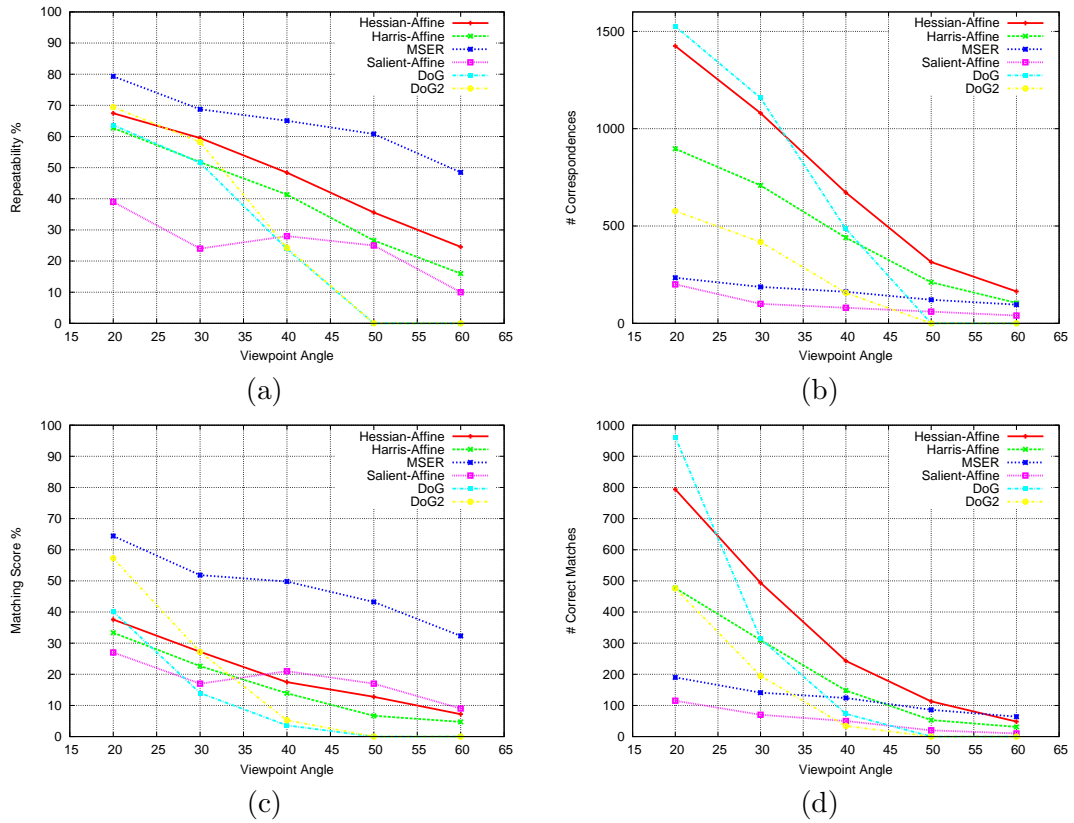 100
90
80
70
60
50
40
30
20
10
0
Repeatability %
Hessian-Affine
Harris-Affine
MSER
Salient-Affine
DoG
DoG2
15 20 25 30 35 40 45 50 55 60 65
Viewpoint Angle
(a)
1500
1000
500
0
# Correspondences
Hessian-Affine
Harris-Affine
MSER
Salient-Affine
DoG
DoG2
15 20 25 30 35 40 45 50 55 60 65
Viewpoint Angle
(b)
100
90
80
70
60
50
40
30
20
10
0
Matching Score %
Hessian-Affine
Harris-Affine
MSER
Salient-Affine
DoG
DoG2
15 20 25 30 35 40 45 50 55 60 65
Viewpoint Angle
(c)
1000
900
800
700
600
500
400
300
200
100
0
# Correct Matches
Hessian-Affine
Harris-Affine
MSER
Salient-Affine
DoG
DoG2
15 20 25 30 35 40 45 50 55 60 65
Viewpoint Angle
(d)